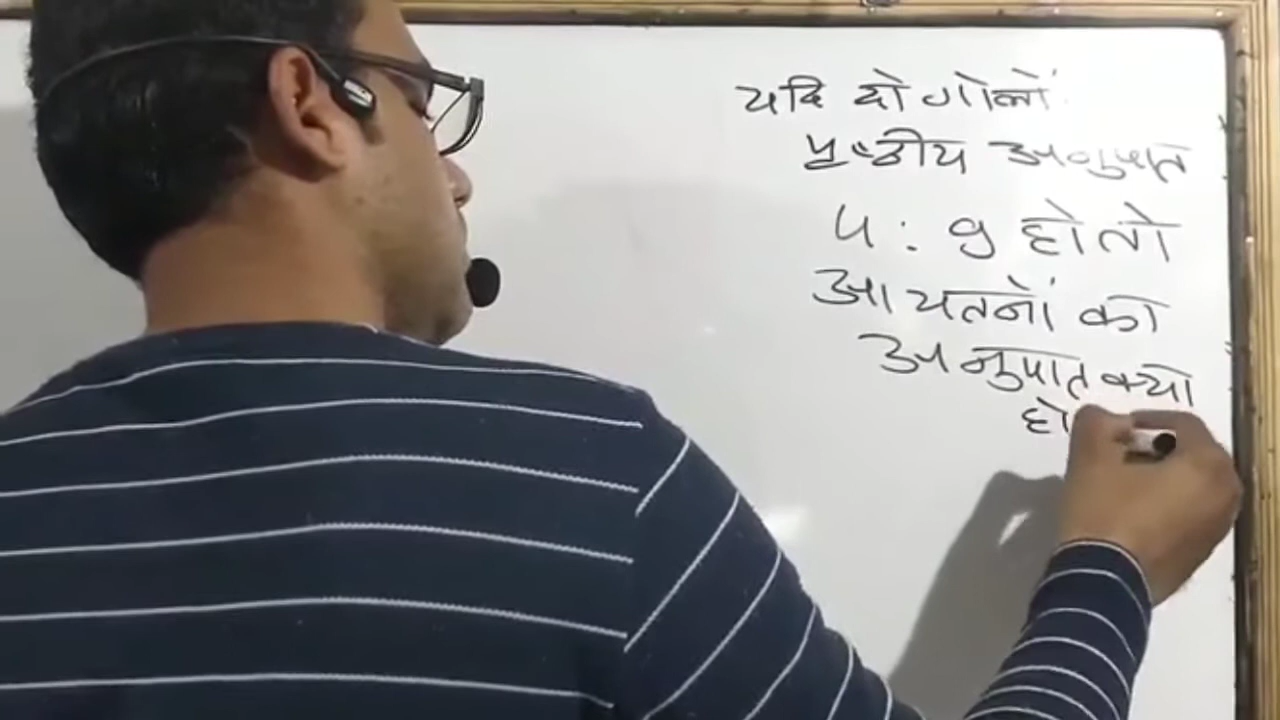 यदि दो गोलों
पृष्ठीय अनुपात
4 : 9 हो तो
आयतनों का
अनुपात क्या
हो